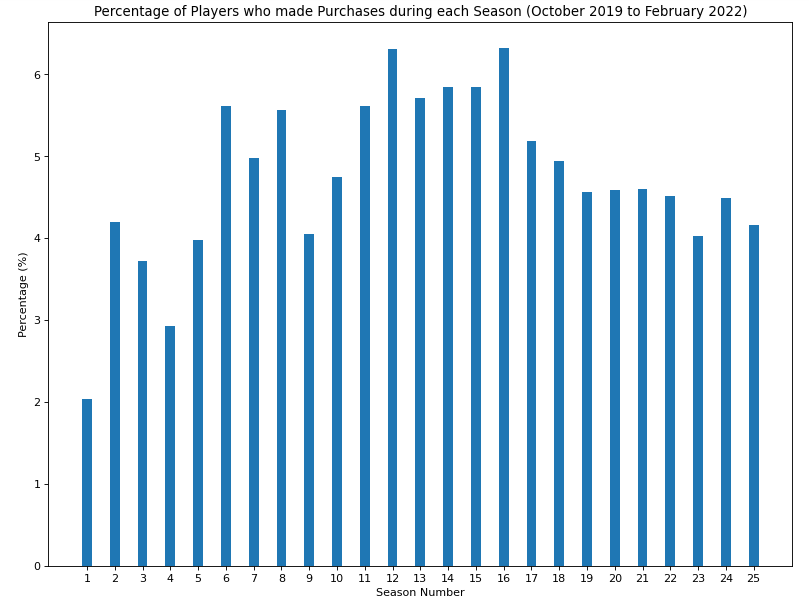 Percentage of Players who made Purchases during each Season (October 2019 to February 2022)
6
5
4
3
2
1
0
Percentage (%)
1 2 3 4 5 6 7 8 9 10 11 12 13 14 15 16 17 18 19 20 21 22 23 24 25
Season Number